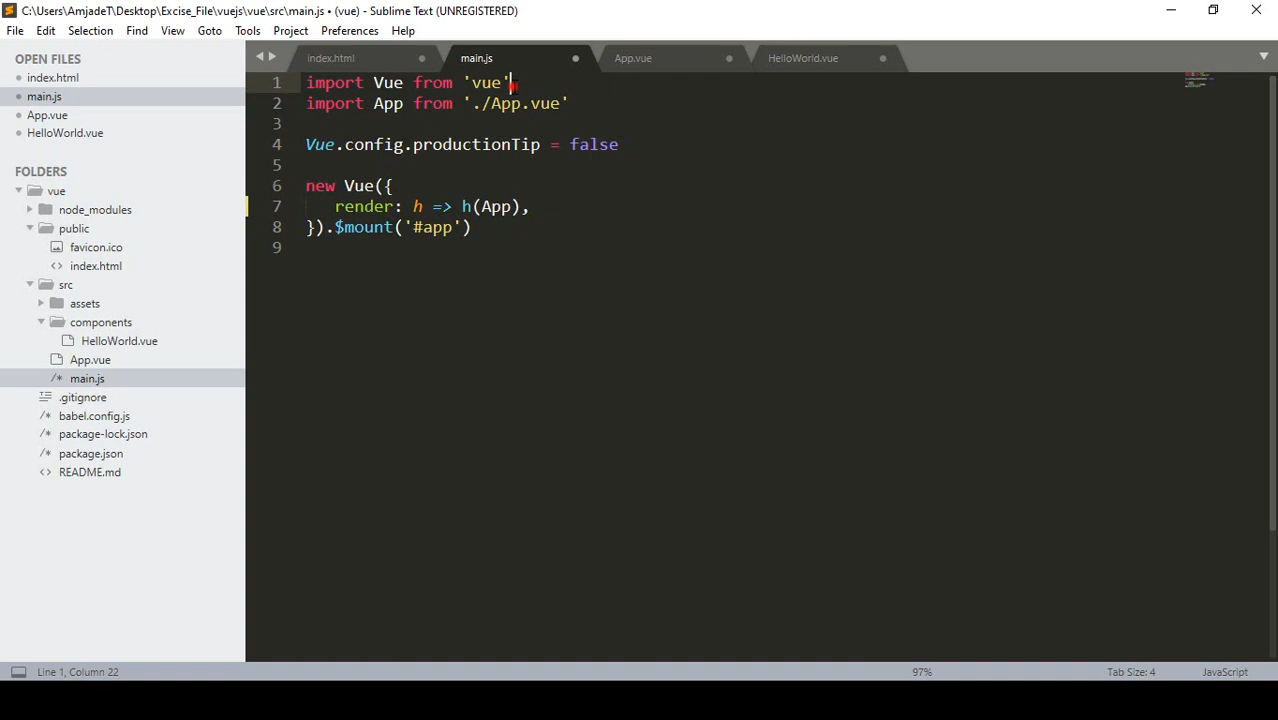 C:\Users\AmjadeT\Desktop\Excise_File\vuejs\vue\src\main.js • (vue) - Sublime Text (UNREGISTERED)
File Edit Selection Find View Goto Tools Project Preferences Help
OPEN FILES
index.html
main.js
App.vue
HelloWorld.vue
FOLDERS
vue
node_modules
public
favicon.ico
index.html
src
assets
components
HelloWorld.vue
App.vue
main.js
.gitignore
babel.config.js
package-lock.json
package.json
README.md
index.html main.js App.vue HelloWorld.vue
1 import Vue from 'vue'
2 import App from './App.vue'
3
4 Vue.config.productionTip = false
5
6 new Vue({
7 render: h => h(App),
8 }).$mount('#app')
9
Line 1, Column 22 97% Tab Size: 4 JavaScript